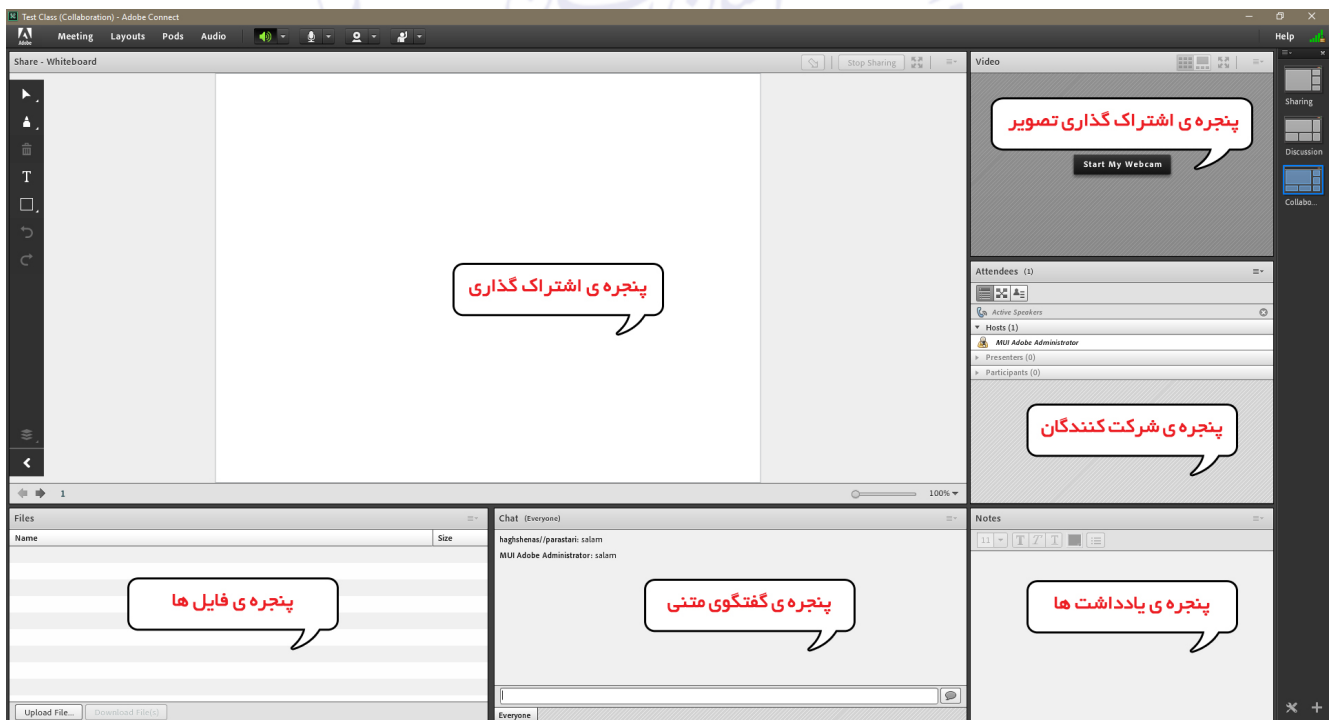 Test Class (Collaboration) - Adobe Connect
Adobe
Meeting Layouts Pods Audio
Help
Share - Whiteboard
Stop Sharing
Video
پنجره ی اشتراک گذاری تصویر
Start My Webcam
Sharing
Discussion
Collabo...
پنجره ی اشتراک گذاری
Attendees (1)
Active Speakers
Hosts (1)
MUI Adobe Administrator
Presenters (0)
Participants (0)
پنجره ی شرکت کنندگان
T
1
100%
Files
Name Size
پنجره ی فایل ها
Upload File... Download File(s)
Chat (Everyone)
haghshenas//parastari: salam
MUI Adobe Administrator: salam
پنجره ی گفتگوی متنی
Everyone
Notes
11 T T T
پنجره ی یادداشت ها